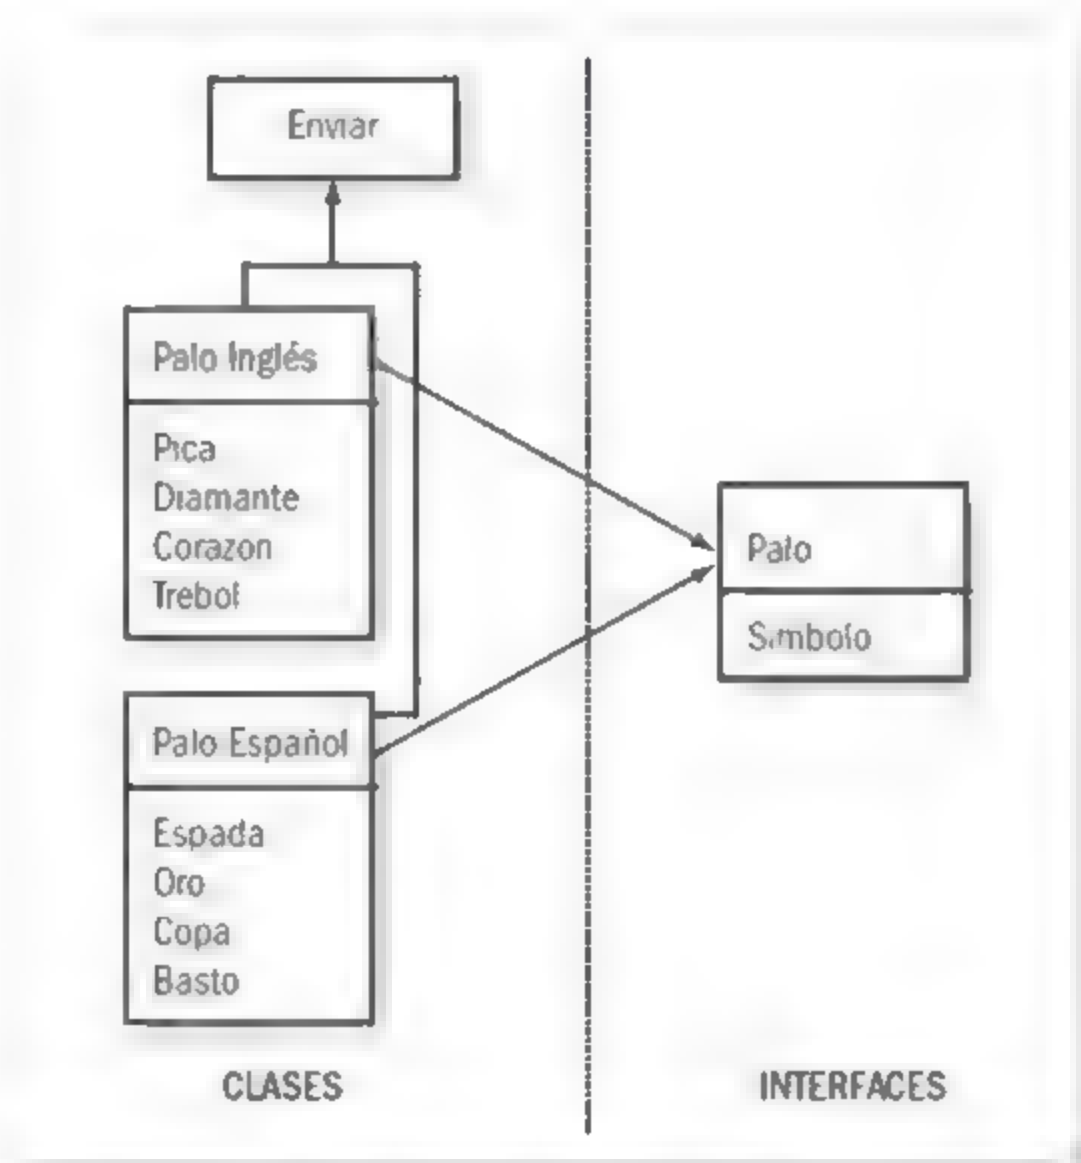 Enviar
Palo Inglés
Pica
Diamante
Corazon
Trebol
Palo
Simbolo
Palo Español
Espada
Oro
Copa
Basto
CLASES
INTERFACES